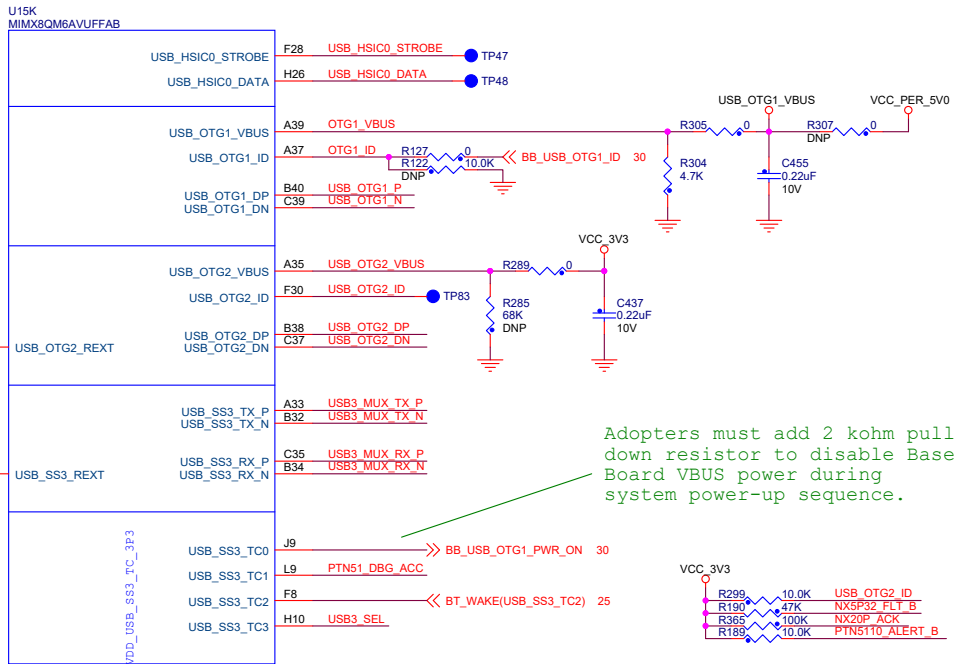 U15K
MIMX8QM6AVUFFAB
USB_HSIC0_STROBE F28 USB_HSIC0_STROBE TP47
USB_HSIC0_DATA H26 USB_HSIC0_DATA TP48
USB_OTG1_VBUS VCC_PER_5V0
USB_OTG1_VBUS A39 OTG1_VBUS R305 0 R307 0
DNP
USB_OTG1_ID A37 OTG1_ID R127 0 BB_USB_OTG1_ID 30
R122 10.0K
DNP
R304
4.7K
C455
0.22uF
10V
USB_OTG1_DP B40 USB_OTG1_P
USB_OTG1_DN C39 USB_OTG1_N
VCC_3V3
USB_OTG2_VBUS A35 USB_OTG2_VBUS R289 0
USB_OTG2_ID F30 USB_OTG2_ID TP83
R285
68K
DNP
C437
0.22uF
10V
USB_OTG2_DP B38 USB_OTG2_DP
USB_OTG2_REXT USB_OTG2_DN C37 USB_OTG2_DN
USB_SS3_TX_P A33 USB3_MUX_TX_P
USB_SS3_TX_N B32 USB3_MUX_TX_N
USB_SS3_RX_P C35 USB3_MUX_RX_P
USB_SS3_REXT USB_SS3_RX_N B34 USB3_MUX_RX_N
Adopters must add 2 kohm pull
down resistor to disable Base
Board VBUS power during
system power-up sequence.
VDD_USB_SS3_TC_3P3
USB_SS3_TC0 J9 BB_USB_OTG1_PWR_ON 30
USB_SS3_TC1 L9 PTN51_DBG_ACC
USB_SS3_TC2 F8 BT_WAKE(USB_SS3_TC2) 25
USB_SS3_TC3 H10 USB3_SEL
VCC_3V3
R299 10.0K USB_OTG2_ID
R190 47K NX5P32_FLT_B
R365 100K NX20P_ACK
R189 10.0K PTN5110_ALERT_B